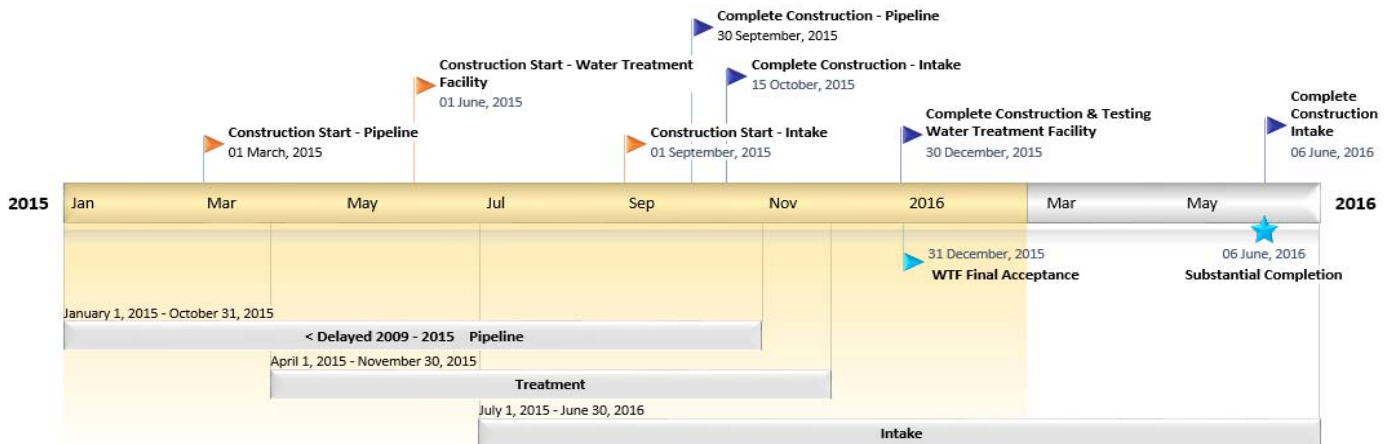 Complete Construction - Pipeline
30 September, 2015
Construction Start - Water Treatment
Facility
01 June, 2015
Complete Construction - Intake
15 October, 2015
Construction Start - Pipeline
01 March, 2015
Construction Start - Intake
01 September, 2015
Complete Construction & Testing
Water Treatment Facility
30 December, 2015
Complete
Construction
Intake
06 June, 2016
2015 Jan Mar May Jul Sep Nov 2016 Mar May 2016
31 December, 2015
WTF Final Acceptance
06 June, 2016
Substantial Completion
January 1, 2015 - October 31, 2015
< Delayed 2009 - 2015 Pipeline
April 1, 2015 - November 30, 2015
Treatment
July 1, 2015 - June 30, 2016
Intake